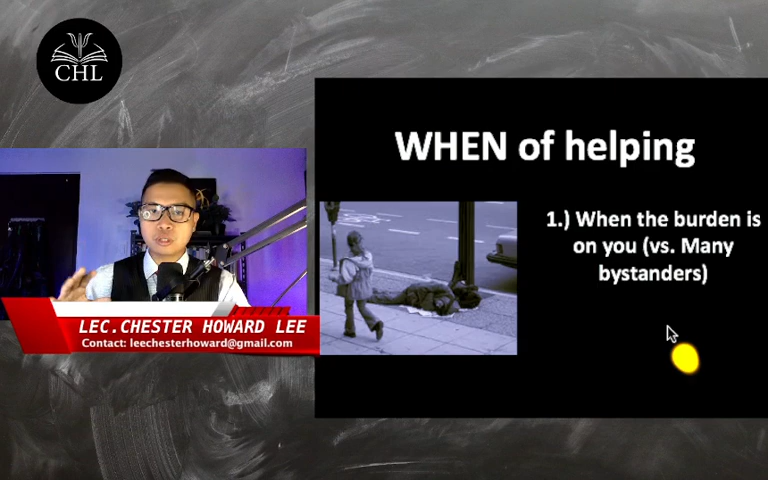 CHL
WHEN of helping
1.) When the burden is
on you (vs. Many
bystanders)
LEC.CHESTER HOWARD LEE
Contact: leechesterhoward@gmail.com